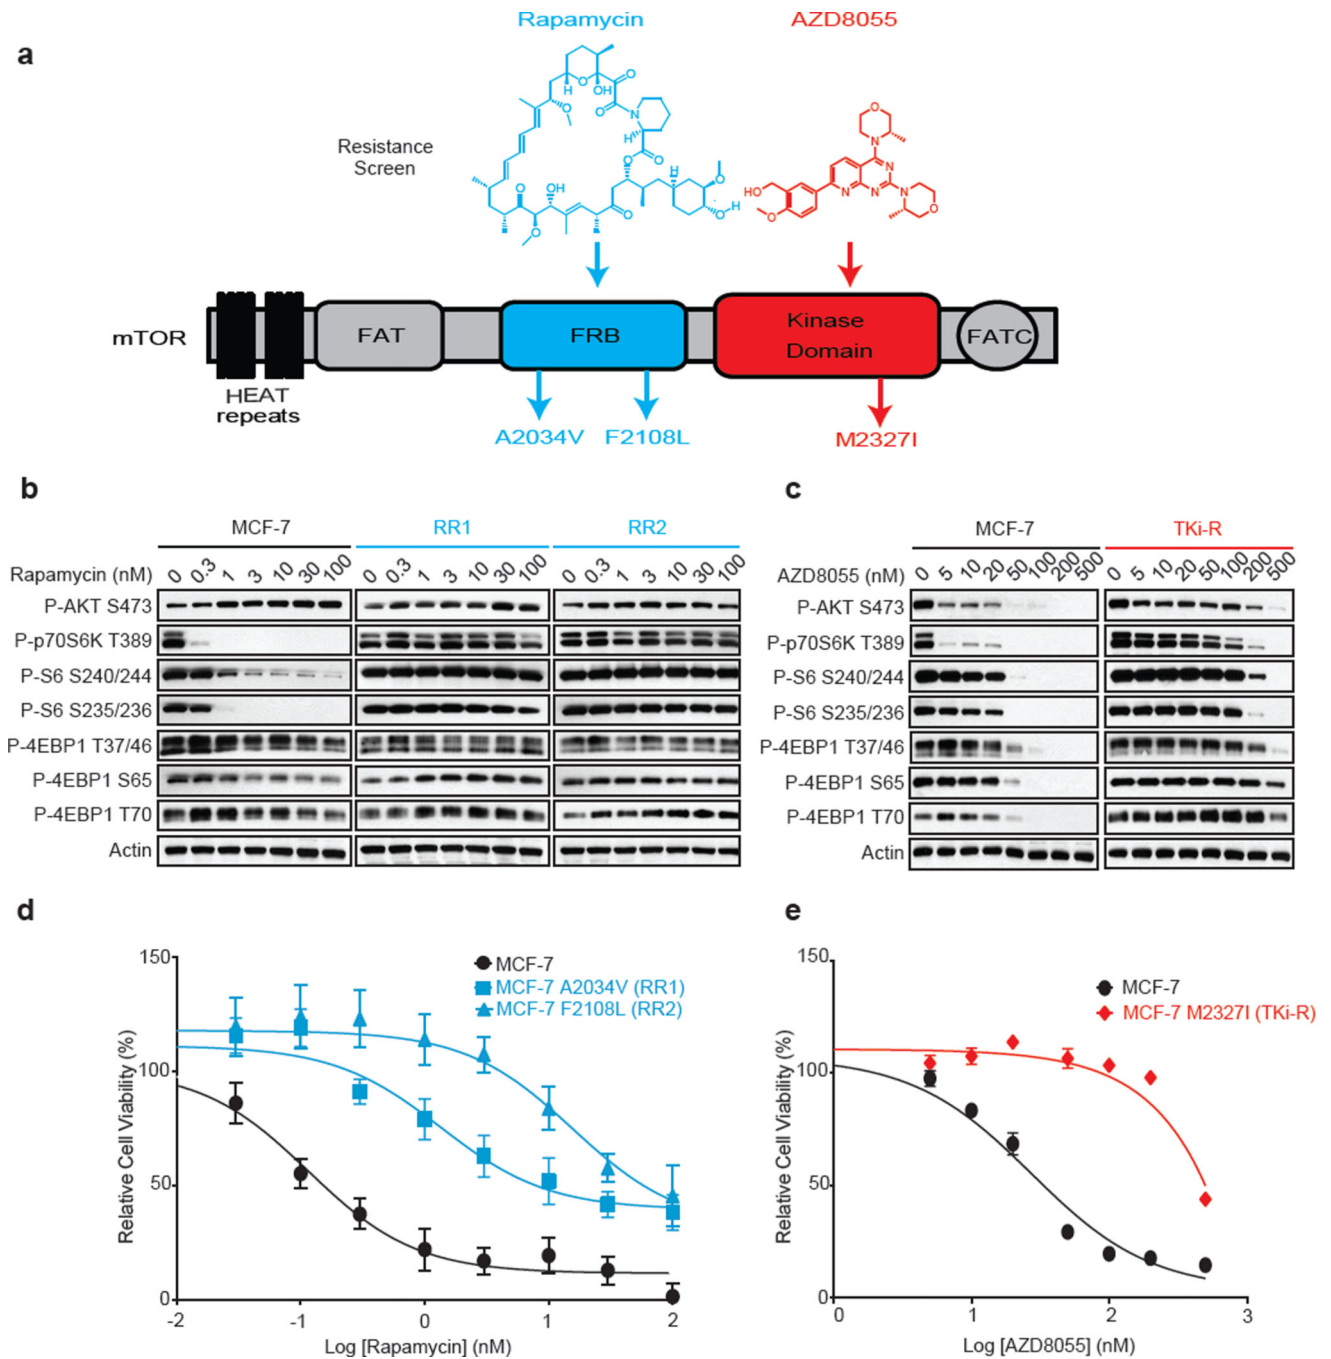 Rapamycin
AZD8055
a
Resistance
Screen
O
OH
O
O
H
O
N
H
O
O
O
OH
O
O
O
O
O
H
O
N
N
N
N
N
O
HO
O
mTOR
FAT
FRB
Kinase
Domain
FATC
HEAT
repeats
A2034V
F2108L
M2327I
b
MCF-7
RR1
RR2
Rapamycin (nM)
0 0.3 1 3 10 30 100
0 0.3 1 3 10 30 100
0 0.3 1 3 10 30 100
P-AKT S473
P-p70S6K T389
P-S6 S240/244
P-S6 S235/236
P-4EBP1 T37/46
P-4EBP1 S65
P-4EBP1 T70
Actin
c
MCF-7
TKi-R
AZD8055 (nM)
0 5 10 20 50 100 200 500
0 5 10 20 50 100 200 500
P-AKT S473
P-p70S6K T389
P-S6 S240/244
P-S6 S235/236
P-4EBP1 T37/46
P-4EBP1 S65
P-4EBP1 T70
Actin
d
Relative Cell Viability (%)
150
100
50
0
-2 -1 0 1 2
Log [Rapamycin] (nM)
MCF-7
MCF-7 A2034V (RR1)
MCF-7 F2108L (RR2)
e
Relative Cell Viability (%)
150
100
50
0
0 1 2 3
Log [AZD8055] (nM)
MCF-7
MCF-7 M2327I (TKi-R)